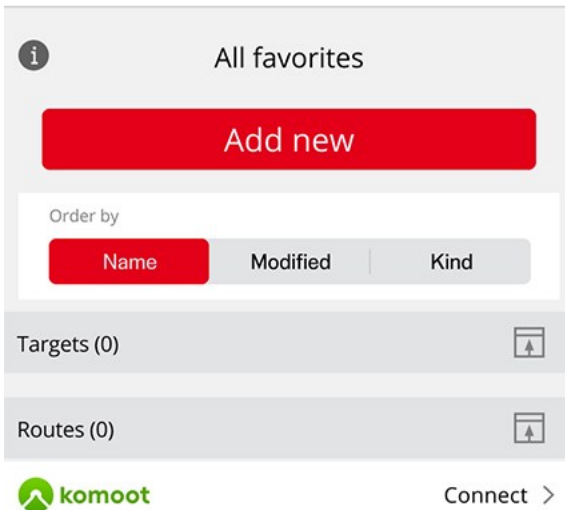 All favorites
Add new
Order by
Name Modified Kind
Targets (0)
Routes (0)
komoot Connect >